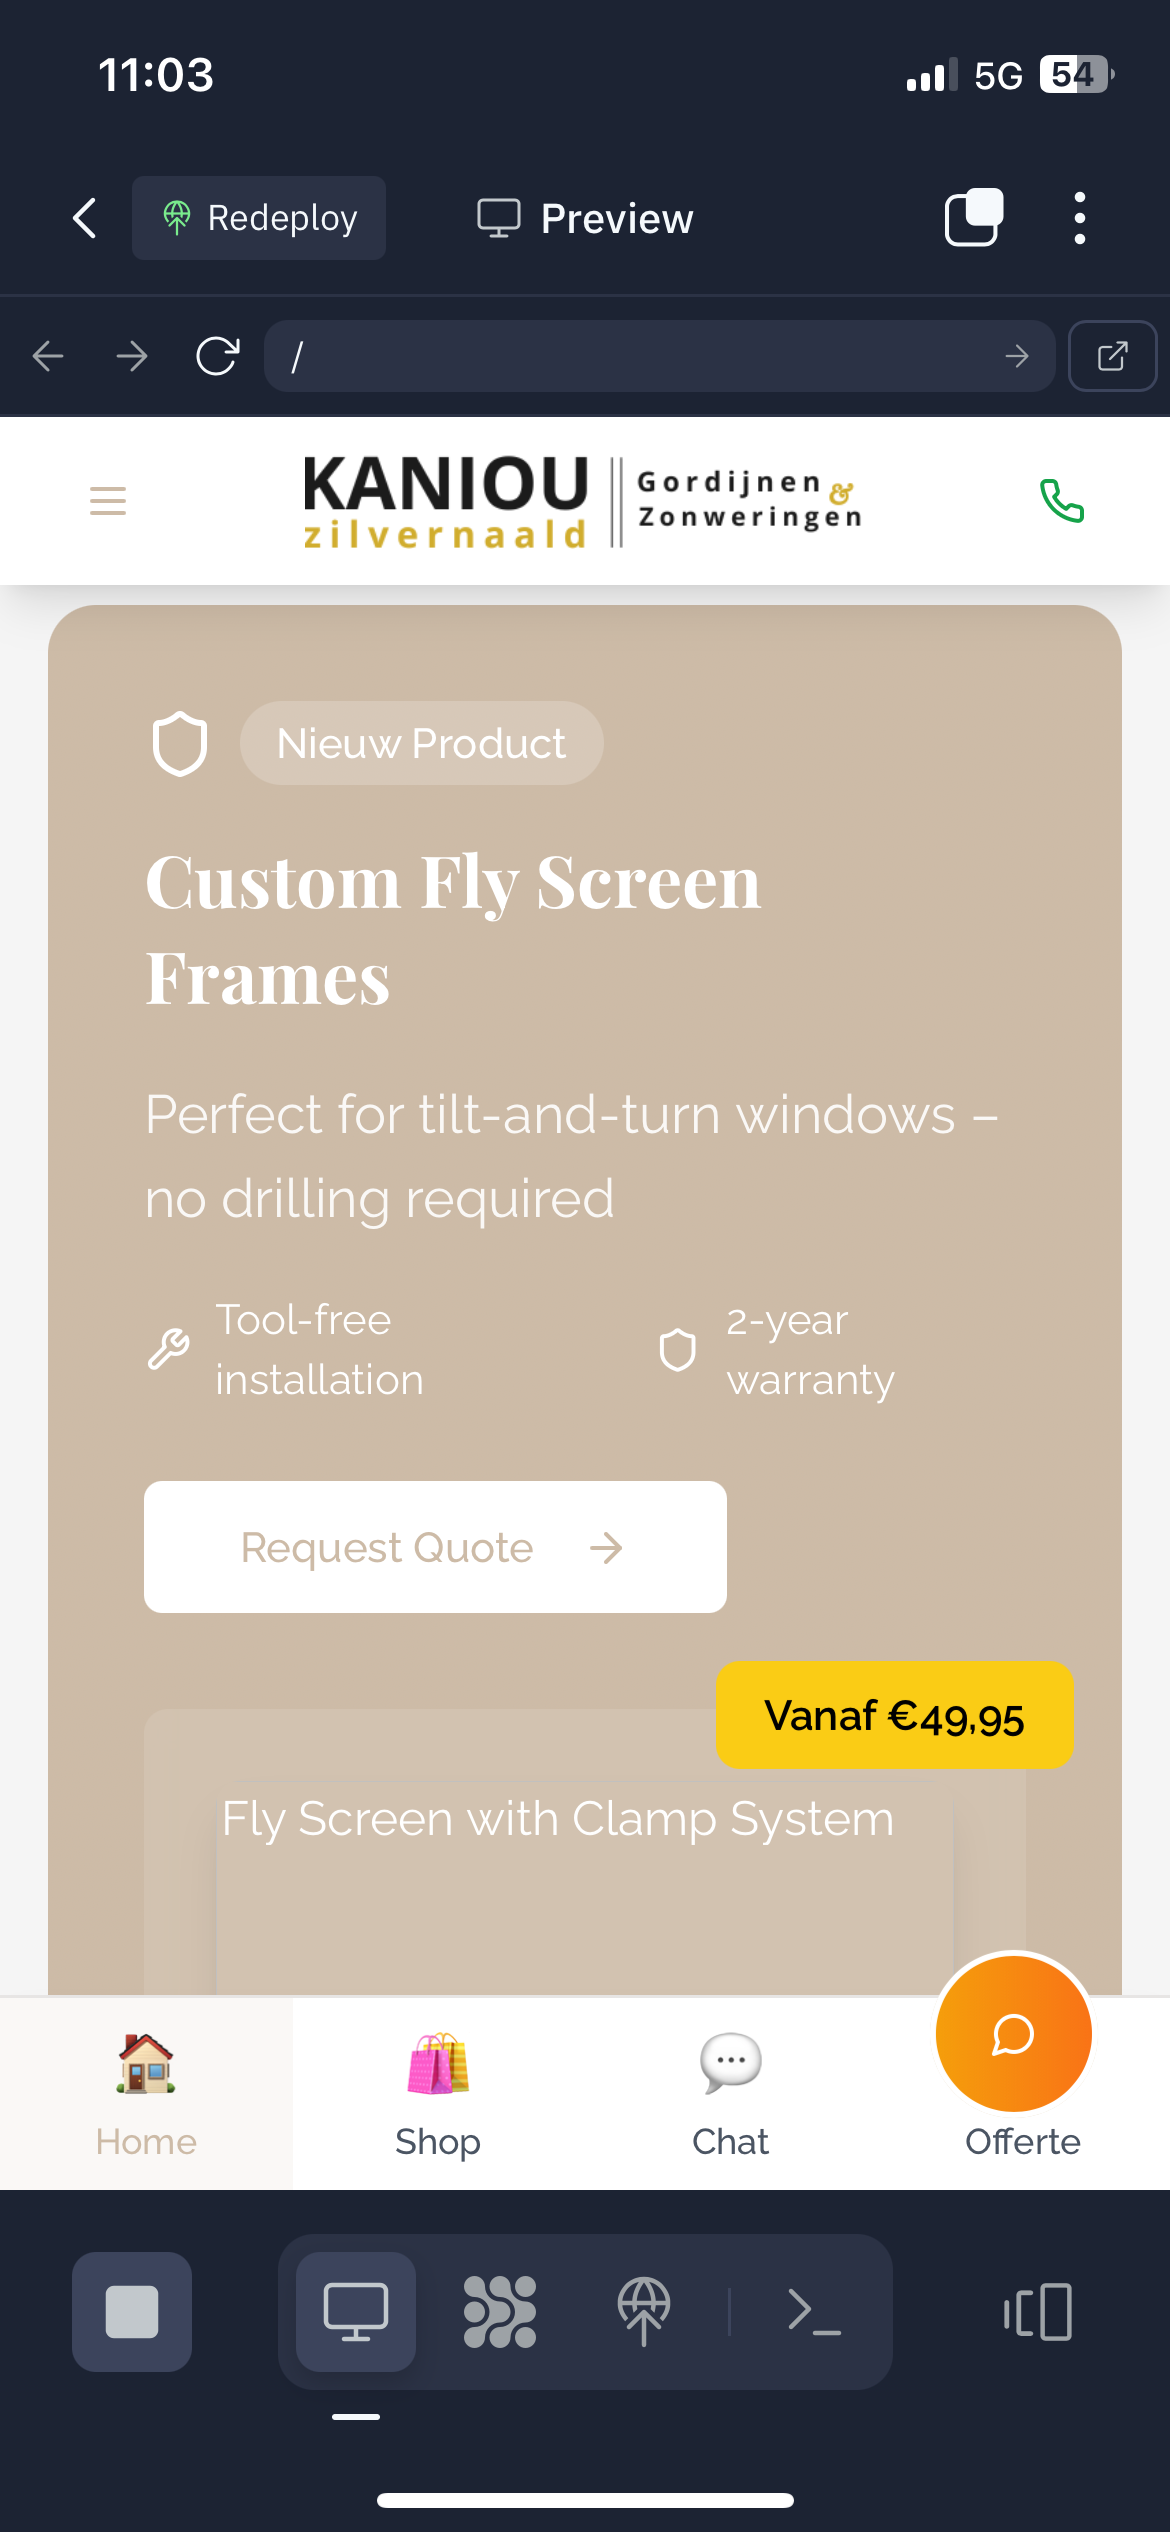 11:03
5G 54
Redeploy
Preview
/
KANIOU
zilvernaald
Gordijnen &
Zonweringen
Nieuw Product
Custom Fly Screen
Frames
Perfect for tilt-and-turn windows –
no drilling required
Tool-free
installation
2-year
warranty
Request Quote
Vanaf €49,95
Fly Screen with Clamp System
Home
Shop
Chat
Offerte